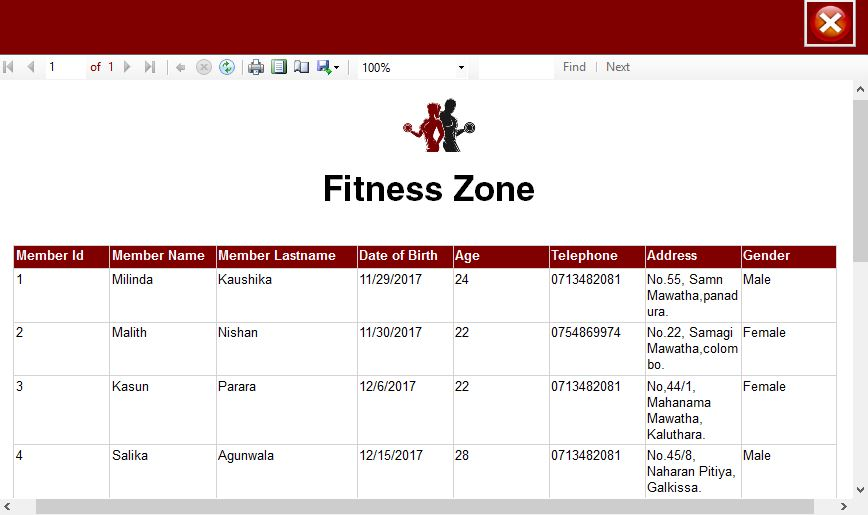 1 of 1 100% Find | Next
Fitness Zone
Member Id Member Name Member Lastname Date of Birth Age Telephone Address Gender
1 Milinda Kaushika 11/29/2017 24 0713482081 No.55, Samn Male
Mawatha,panad
ura.
2 Malith Nishan 11/30/2017 22 0754869974 No.22, Samagi Female
Mawatha,colom
bo.
3 Kasun Parara 12/6/2017 22 0713482081 No,44/1, Female
Mahanama
Mawatha,
Kaluthara.
4 Salika Agunwala 12/15/2017 28 0713482081 No.45/8, Male
Naharan Pitiya,
Galkissa.